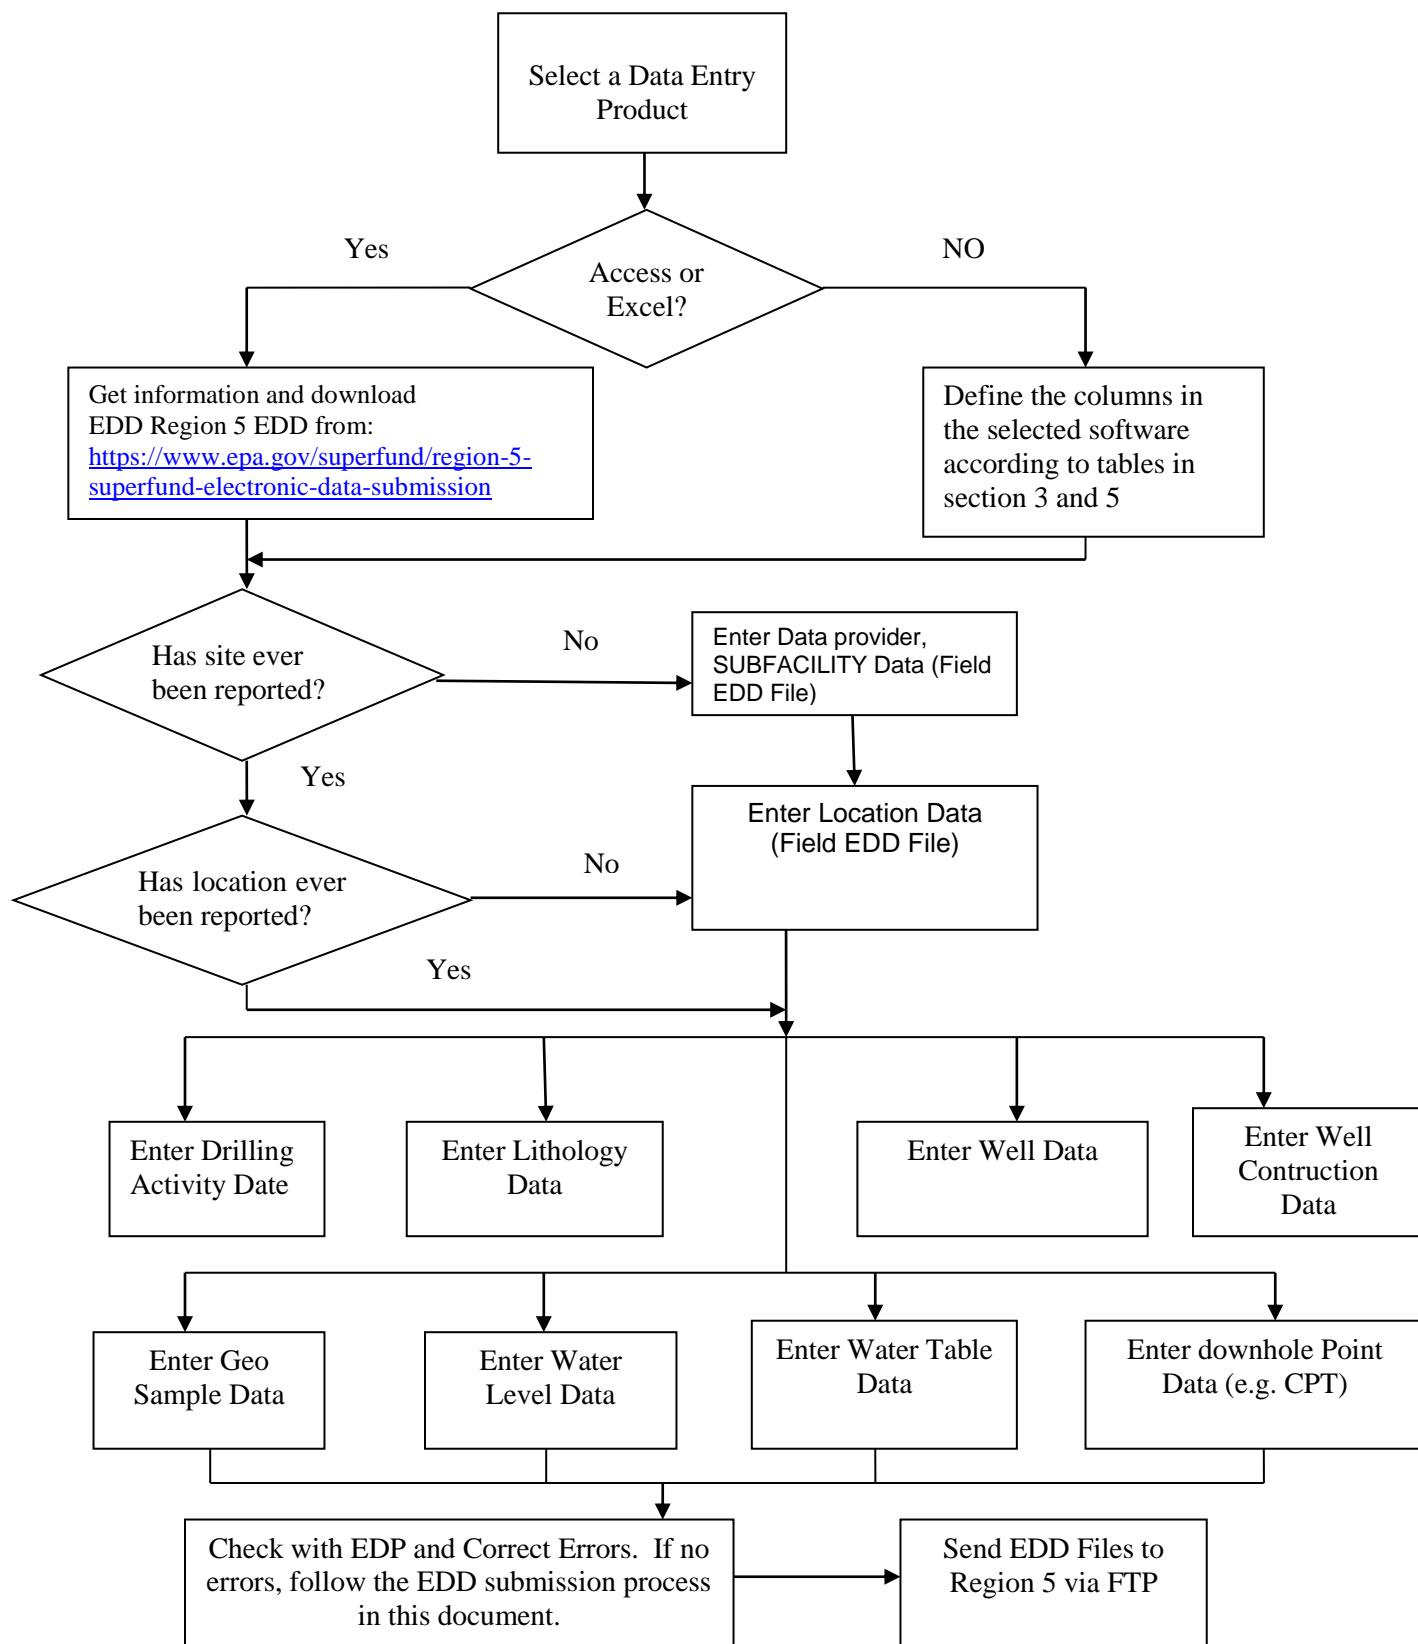 Select a Data Entry
Product
Yes
NO
Access or
Excel?
Get information and download
EDD Region 5 EDD from:
https://www.epa.gov/superfund/region-5-
superfund-electronic-data-submission
Define the columns in
the selected software
according to tables in
section 3 and 5
Has site ever
been reported?
No
Enter Data provider,
SUBFACILITY Data (Field
EDD File)
Yes
Enter Location Data
(Field EDD File)
Has location ever
been reported?
No
Yes
Enter Drilling
Activity Date
Enter Lithology
Data
Enter Well Data
Enter Well
Contruction
Data
Enter Geo
Sample Data
Enter Water
Level Data
Enter Water Table
Data
Enter downhole Point
Data (e.g. CPT)
Check with EDP and Correct Errors.  If no
errors, follow the EDD submission process
in this document.
Send EDD Files to
Region 5 via FTP